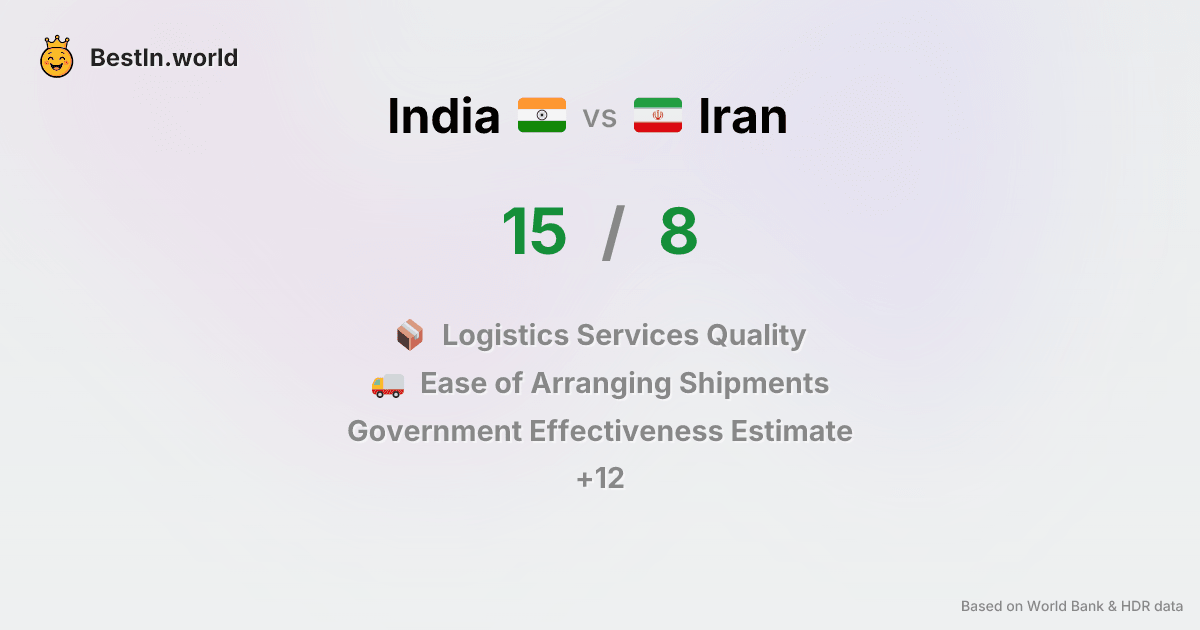 BestIn.world
India vs Iran
15 / 8
Logistics Services Quality
Ease of Arranging Shipments
Government Effectiveness Estimate
+12
Based on World Bank & HDR data